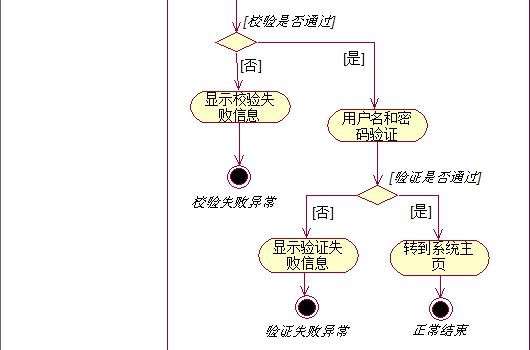 [校验是否通过]
[否]
[是]
显示校验失
败信息
用户名和密
码验证
[验证是否通过]
校验失败异常
[否]
[是]
显示验证失
败信息
转到系统主
页
验证失败异常
正常结束